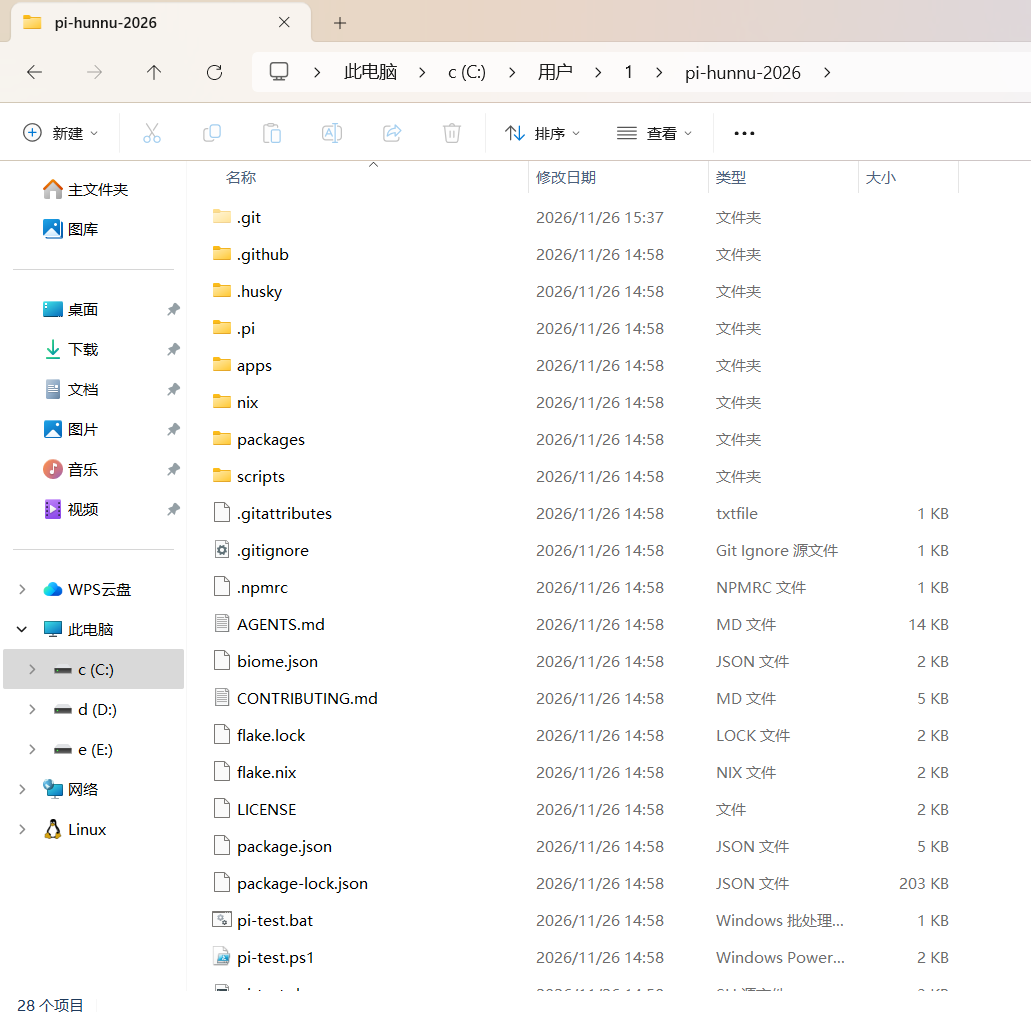 pi-hunnu-2026
此电脑 c (C:) 用户 1 pi-hunnu-2026
新建 排序 查看
名称 修改日期 类型 大小
主文件夹
图库
桌面
下载
文档
图片
音乐
视频
WPS云盘
此电脑
c (C:)
d (D:)
e (E:)
网络
Linux
.git 2026/11/26 15:37 文件夹
.github 2026/11/26 14:58 文件夹
.husky 2026/11/26 14:58 文件夹
.pi 2026/11/26 14:58 文件夹
apps 2026/11/26 14:58 文件夹
nix 2026/11/26 14:58 文件夹
packages 2026/11/26 14:58 文件夹
scripts 2026/11/26 14:58 文件夹
.gitattributes 2026/11/26 14:58 txtfile 1 KB
.gitignore 2026/11/26 14:58 Git Ignore 源文件 1 KB
.npmrc 2026/11/26 14:58 NPMRC 文件 1 KB
AGENTS.md 2026/11/26 14:58 MD 文件 14 KB
biome.json 2026/11/26 14:58 JSON 文件 2 KB
CONTRIBUTING.md 2026/11/26 14:58 MD 文件 5 KB
flake.lock 2026/11/26 14:58 LOCK 文件 2 KB
flake.nix 2026/11/26 14:58 NIX 文件 2 KB
LICENSE 2026/11/26 14:58 文件 2 KB
package.json 2026/11/26 14:58 JSON 文件 5 KB
package-lock.json 2026/11/26 14:58 JSON 文件 203 KB
pi-test.bat 2026/11/26 14:58 Windows 批处理... 1 KB
pi-test.ps1 2026/11/26 14:58 Windows Power... 2 KB
28 个项目